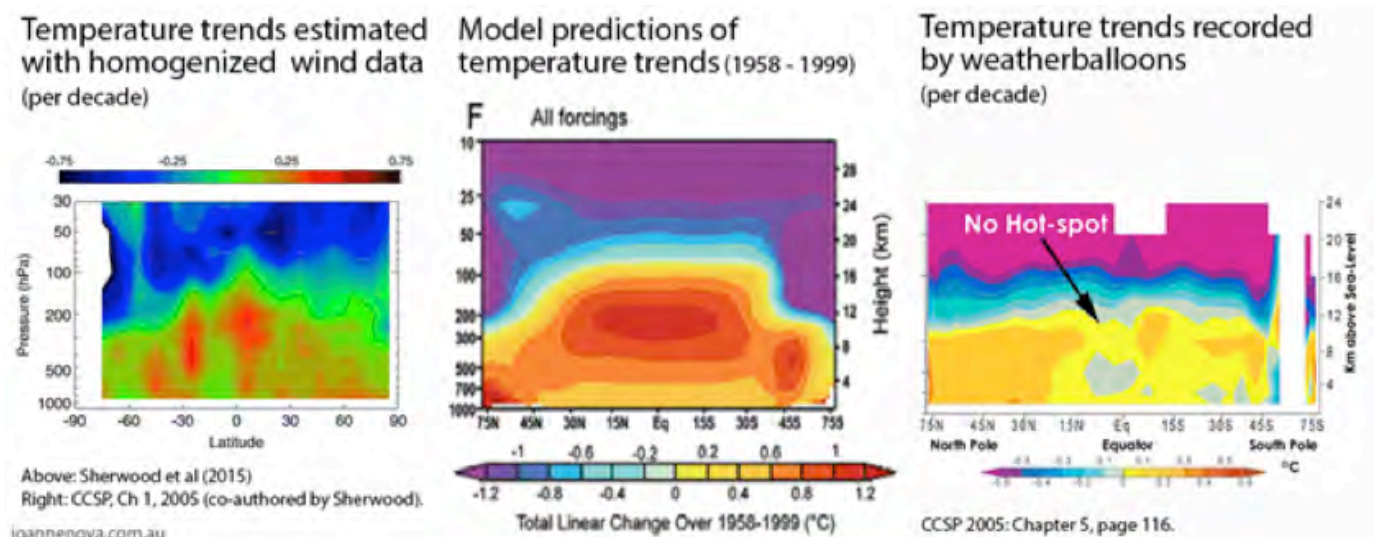 Temperature trends estimated
with homogenized wind data
(per decade)
-0.75 -0.25 0.25 0.75
Pressure (hPa)
30
50
100
200
500
1000
-90 -60 -30 0 30 60 90
Latitude
Above: Sherwood et al (2015)
Right: CCSP, Ch 1, 2005 (co-authored by Sherwood).
joannenova.com.au
Model predictions of
temperature trends (1958 - 1999)
F All forcings
10
25
50
100
200
300
500
700
1000
28
24
20
16
12
8
4
Height (km)
75N 45N 30N 15N Eq 15S 30S 45S 75S
-1 -0.6 -0.2 0.2 0.6 1
-1.2 -0.8 -0.4 0 0.4 0.8 1.2
Total Linear Change Over 1958-1999 (°C)
Temperature trends recorded
by weatherballoons
(per decade)
No Hot-spot
24
20
16
12
8
4
Km above Sea-Level
75N 45N 30N 15N Eq 15S 30S 45S 75S
North Pole Equator South Pole
°C
CCSP 2005: Chapter 5, page 116.